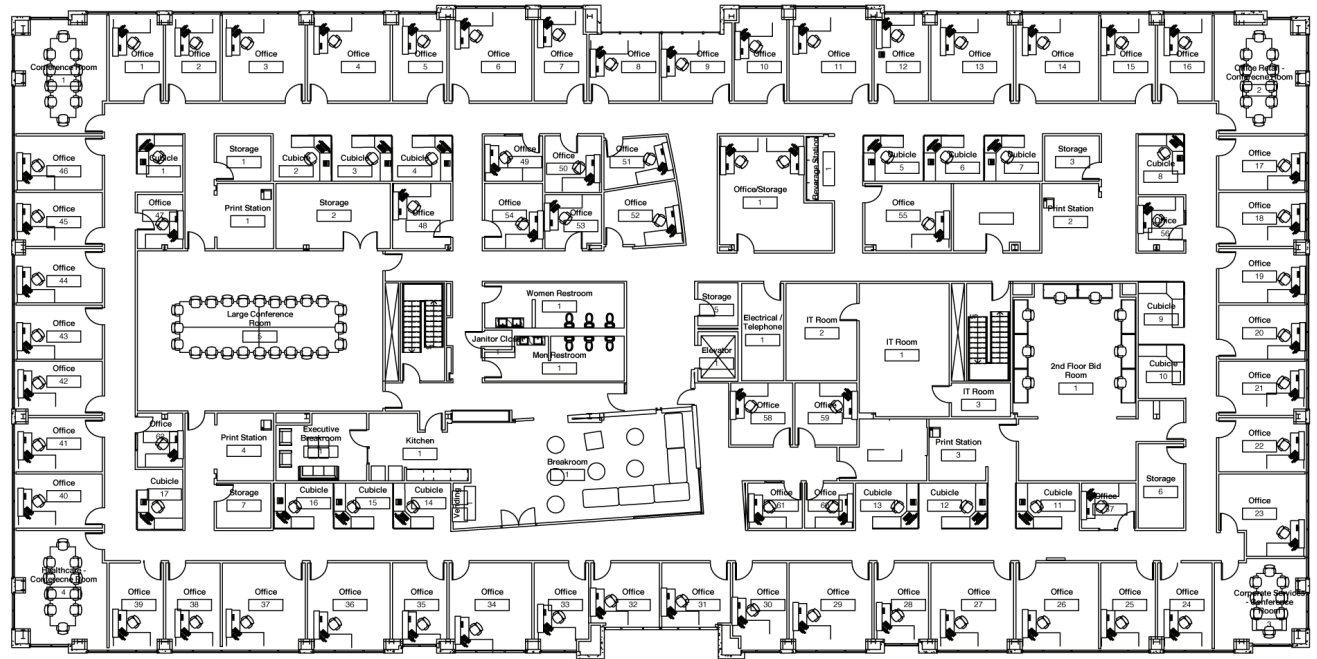 Conference Room
1
Office
1
Office
2
Office
3
Office
4
Office
5
Office
6
Office
7
Office
8
Office
9
Office
10
Office
11
Office
12
Office
13
Office
14
Office
15
Office
16
Office Retail -
Conferecne Room
2
Office
46
Cubicle
1
Storage
1
Cubicle
2
Cubicle
3
Cubicle
4
Office
49
Office
50
Office
51
Office/Storage
1
Beverage Station
1
Cubicle
5
Cubicle
6
Cubicle
7
Storage
3
Cubicle
8
Office
17
Office
45
Office
47
Print Station
1
Storage
2
Office
48
Office
54
Office
53
Office
52
Office
55
Print Station
2
Office
56
Office
18
Office
44
Office
19
Large Conference
Room
5
Women Restroom
1
Janitor Closet
Men Restroom
1
Storage
5
Elevator
1
Electrical /
Telephone
1
IT Room
2
IT Room
1
IT Room
3
2nd Floor Bid
Room
1
Cubicle
9
Cubicle
10
Office
43
Office
20
Office
42
Office
21
Office
41
Office
Print Station
4
Executive
Breakroom
1
Kitchen
1
Breakroom
1
Office
58
Office
59
Print Station
3
Office
22
Office
40
Cubicle
17
Storage
7
Cubicle
16
Cubicle
15
Cubicle
14
Vending
Office
61
Office
Cubicle
13
Cubicle
12
Cubicle
11
Office
Storage
6
Office
23
Healthcare -
Conferecne Room
4
Office
39
Office
38
Office
37
Office
36
Office
35
Office
34
Office
33
Office
32
Office
31
Office
30
Office
29
Office
28
Office
27
Office
26
Office
25
Office
24
Corporate Services
- Conference
Room
3